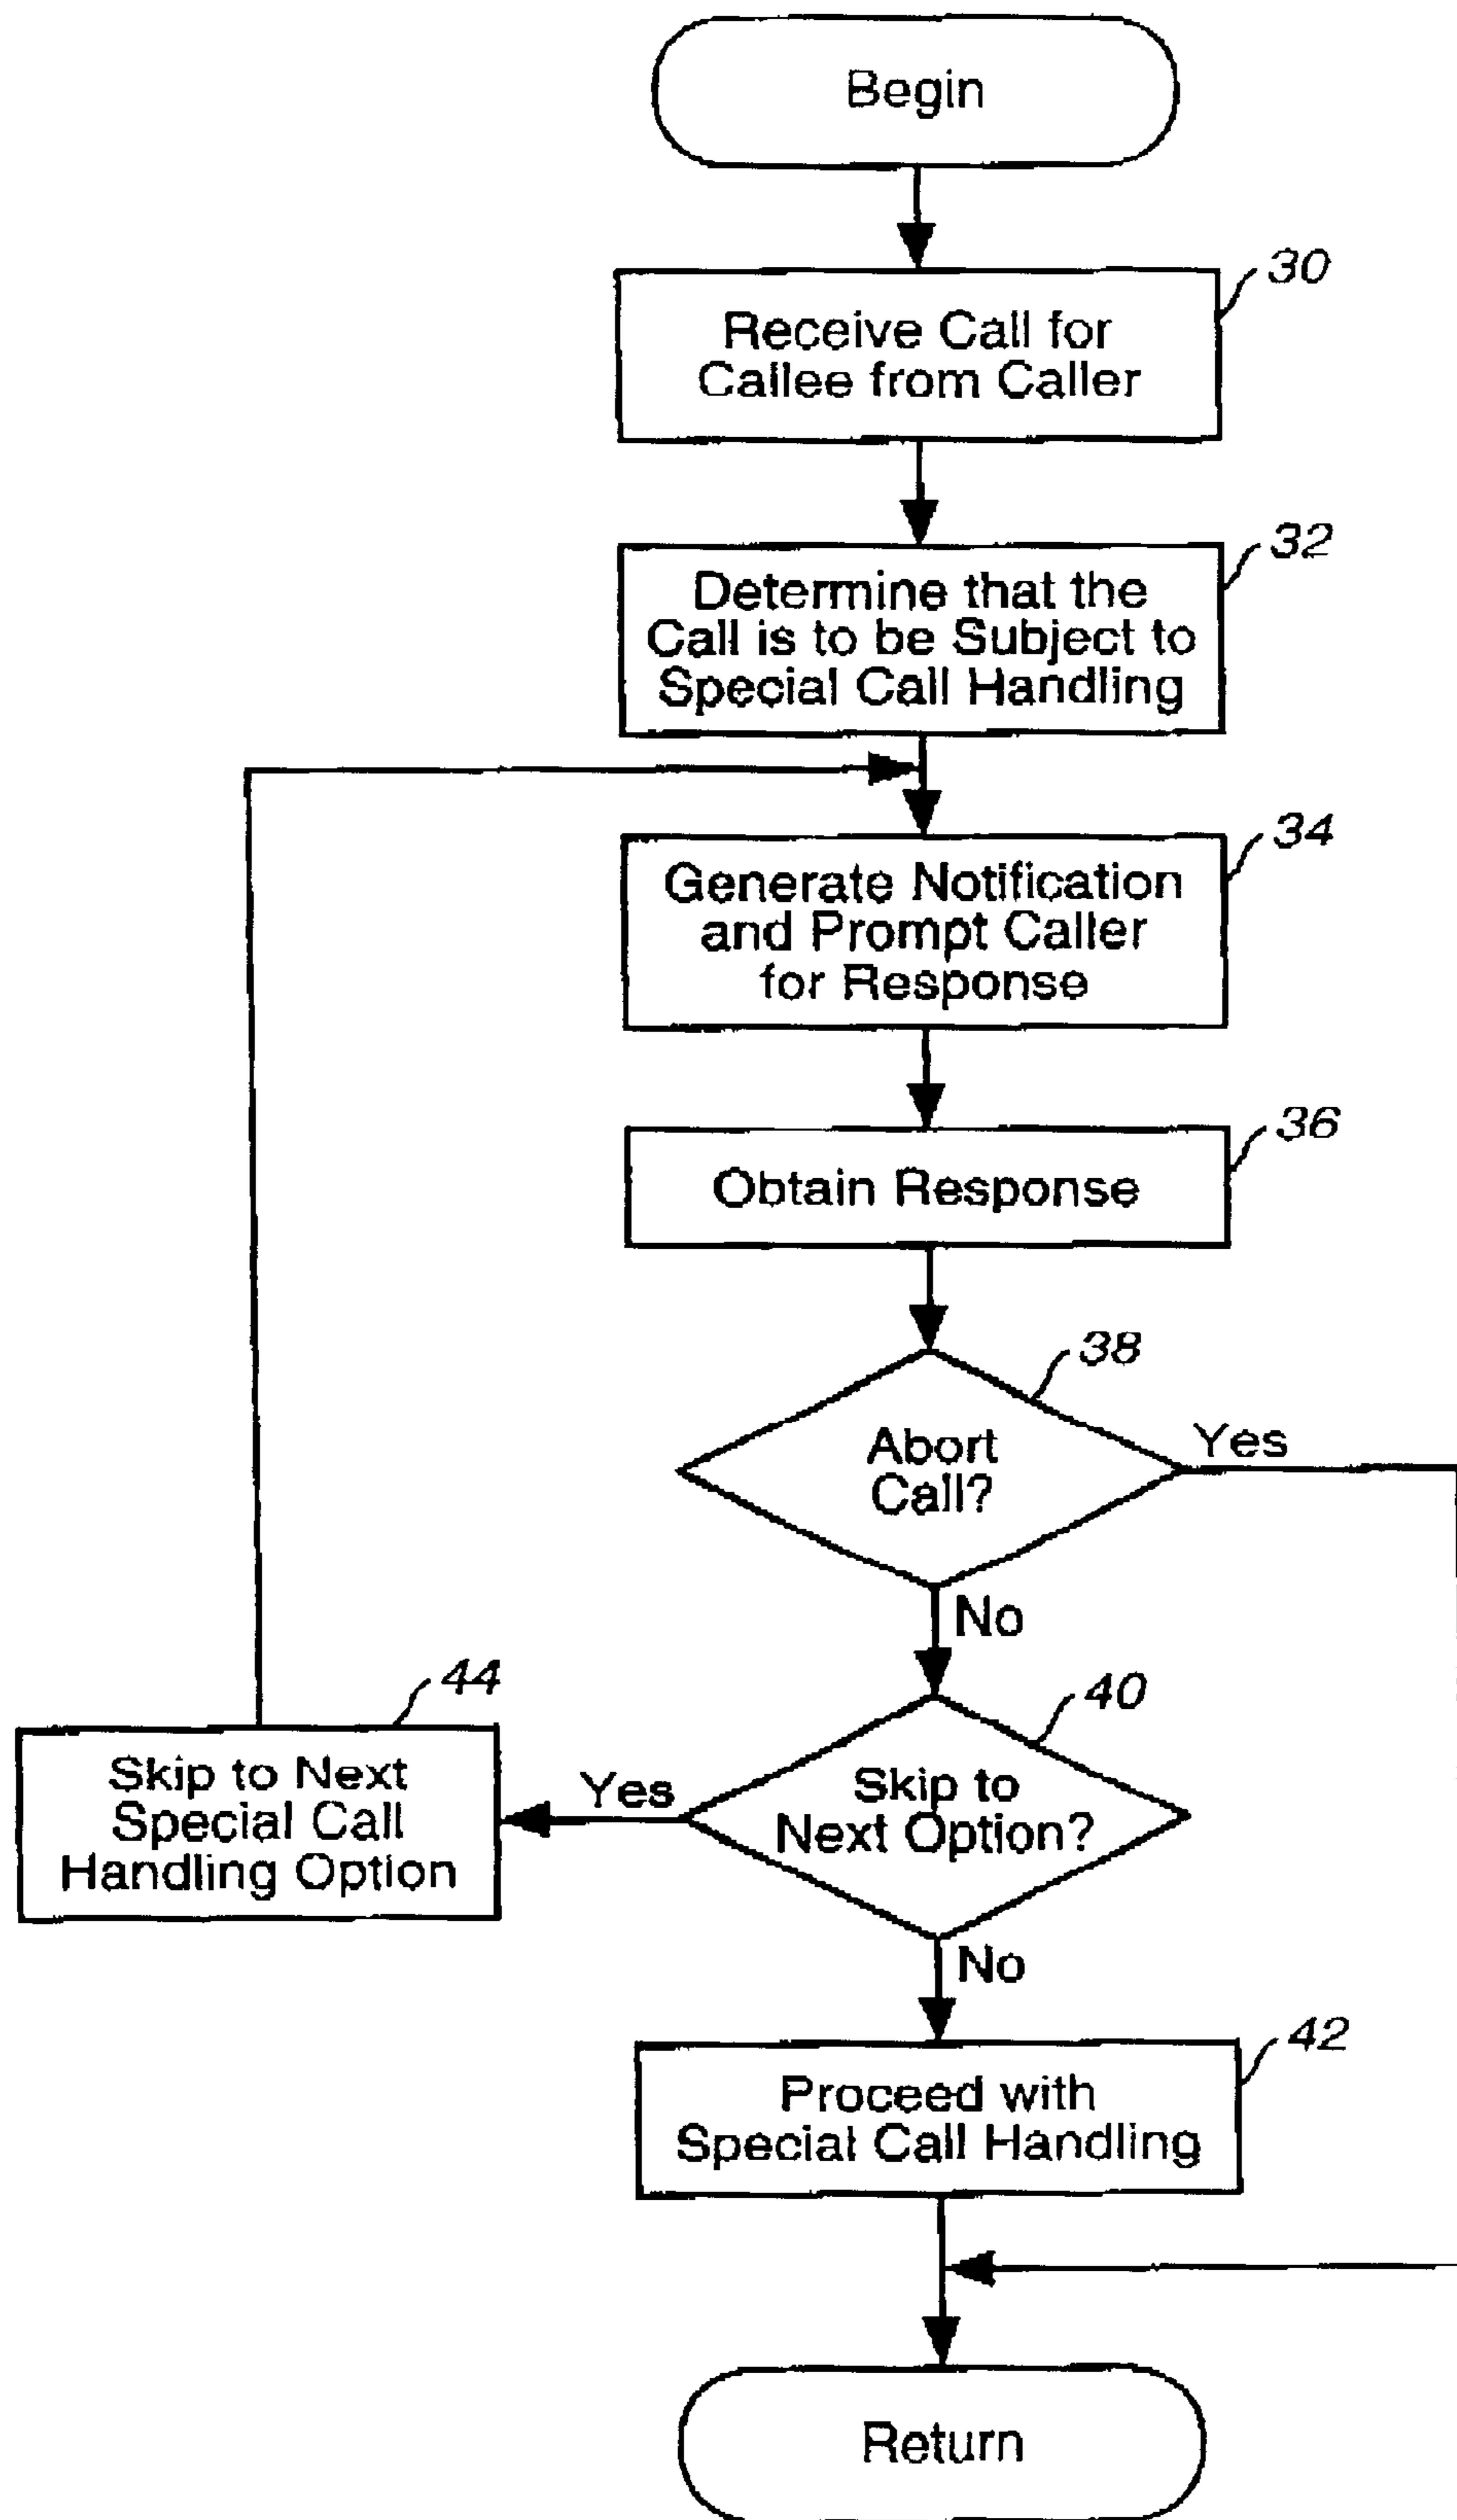 Begin
30
Receive Call for
Callee from Caller
32
Determine that the
Call is to be Subject to
Special Call Handling
34
Generate Notification
and Prompt Caller
for Response
36
Obtain Response
38
Abort
Call?
Yes
No
40
Skip to
Next Option?
Yes
44
Skip to Next
Special Call
Handling Option
No
42
Proceed with
Special Call Handling
Return